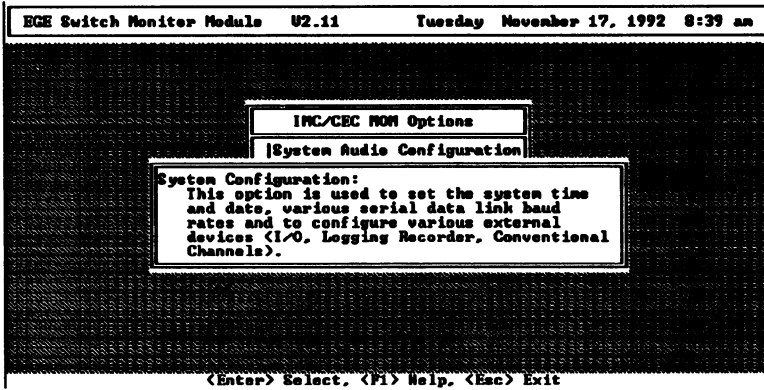 EGE Switch Monitor Module V2.11 Tuesday November 17, 1992 8:39 am
IMC/CEC MOM Options
|System Audio Configuration
System Configuration:
This option is used to set the system time
and date, various serial data link baud
rates and to configure various external
devices (I/O, Logging Recorder, Conventional
Channels).
<Enter> Select, <F1> Help, <Esc> Exit